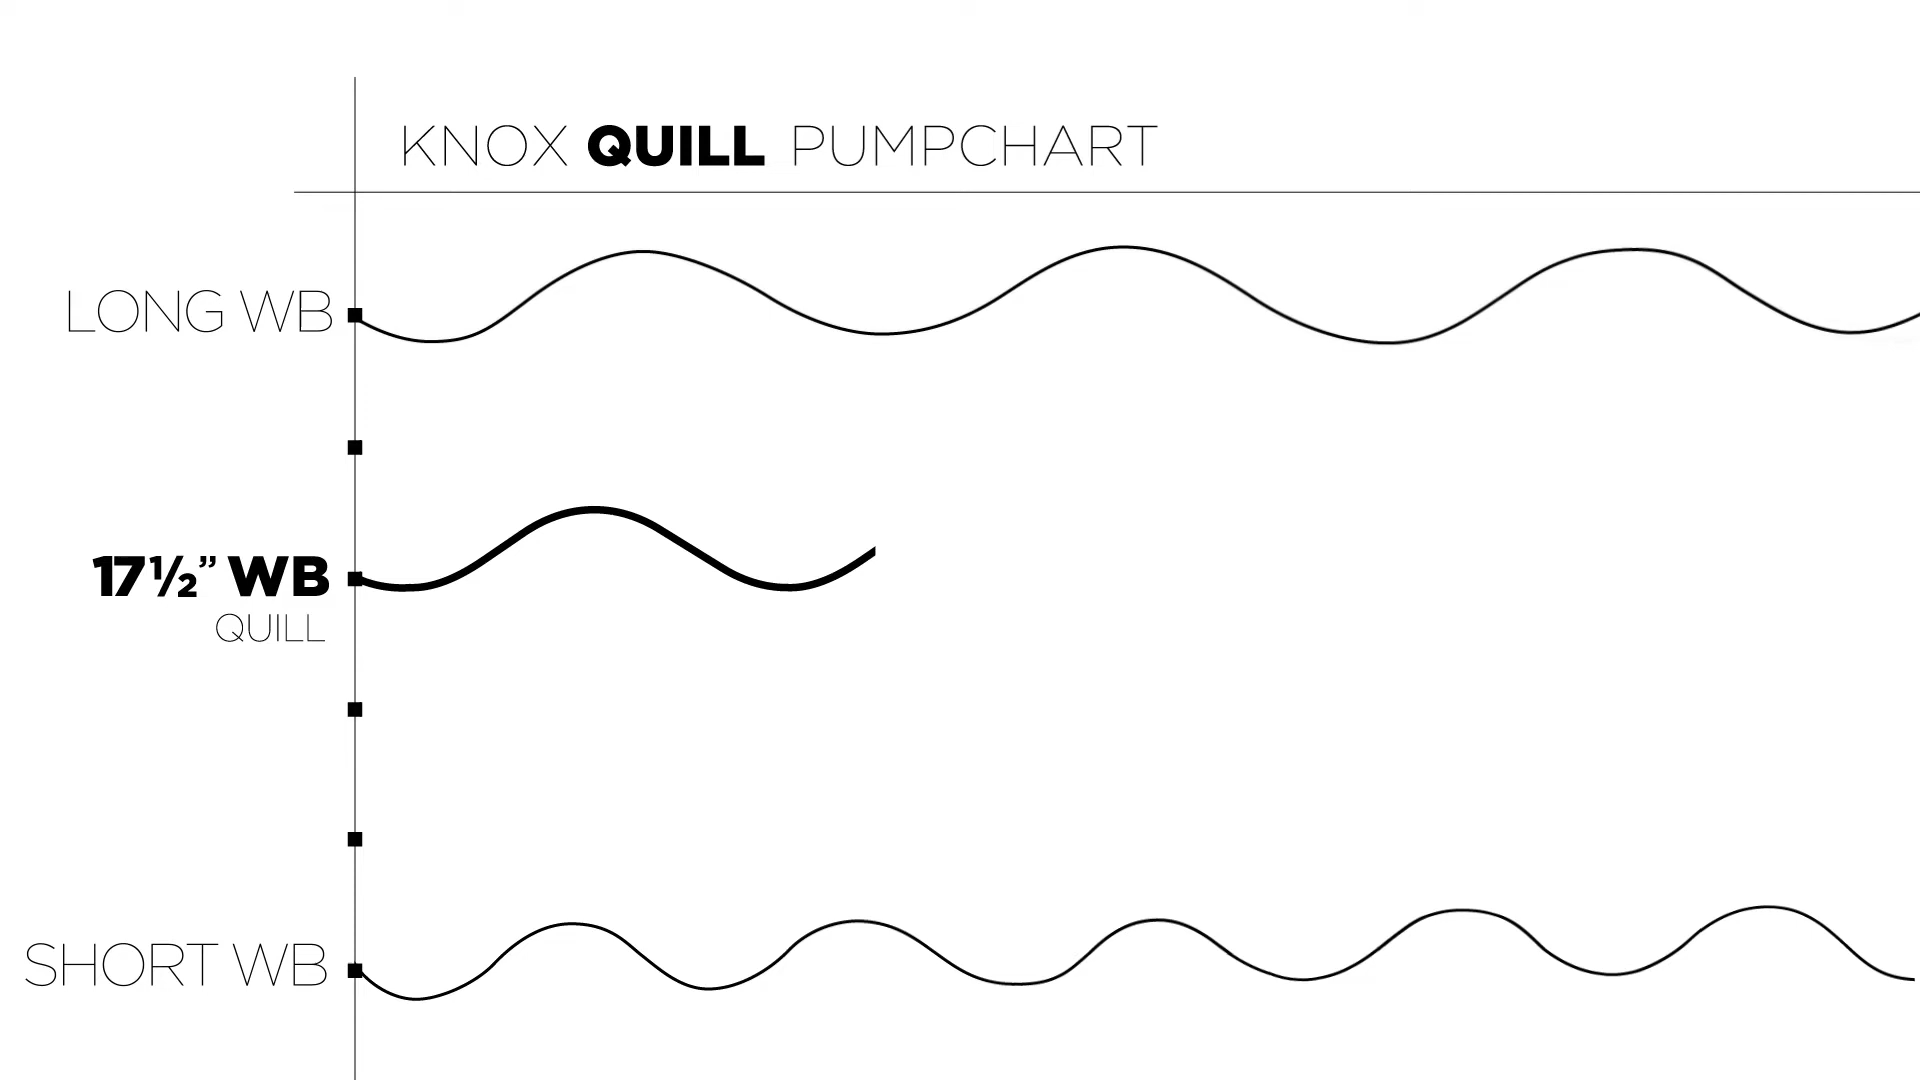 KNOX QUILL PUMPCHART
LONG WB
17½” WB
QUILL
SHORT WB